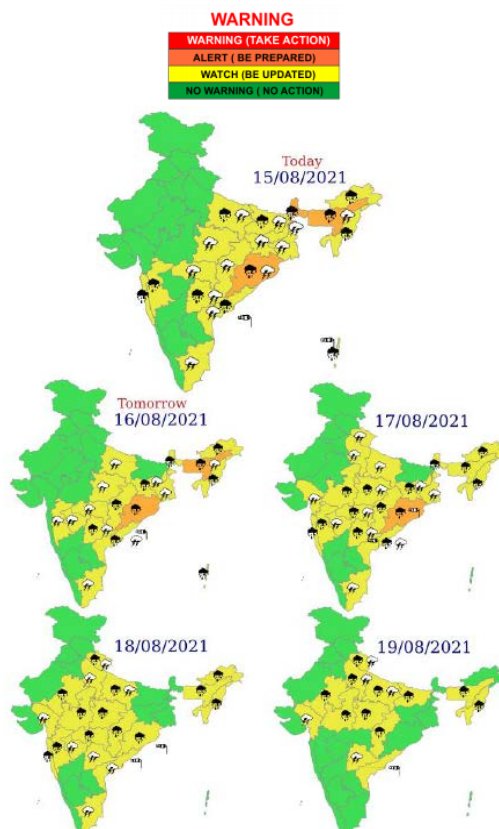 WARNING
WARNING (TAKE ACTION)
ALERT ( BE PREPARED)
WATCH (BE UPDATED)
NO WARNING ( NO ACTION)
Today
15/08/2021
Tomorrow
16/08/2021
17/08/2021
18/08/2021
19/08/2021